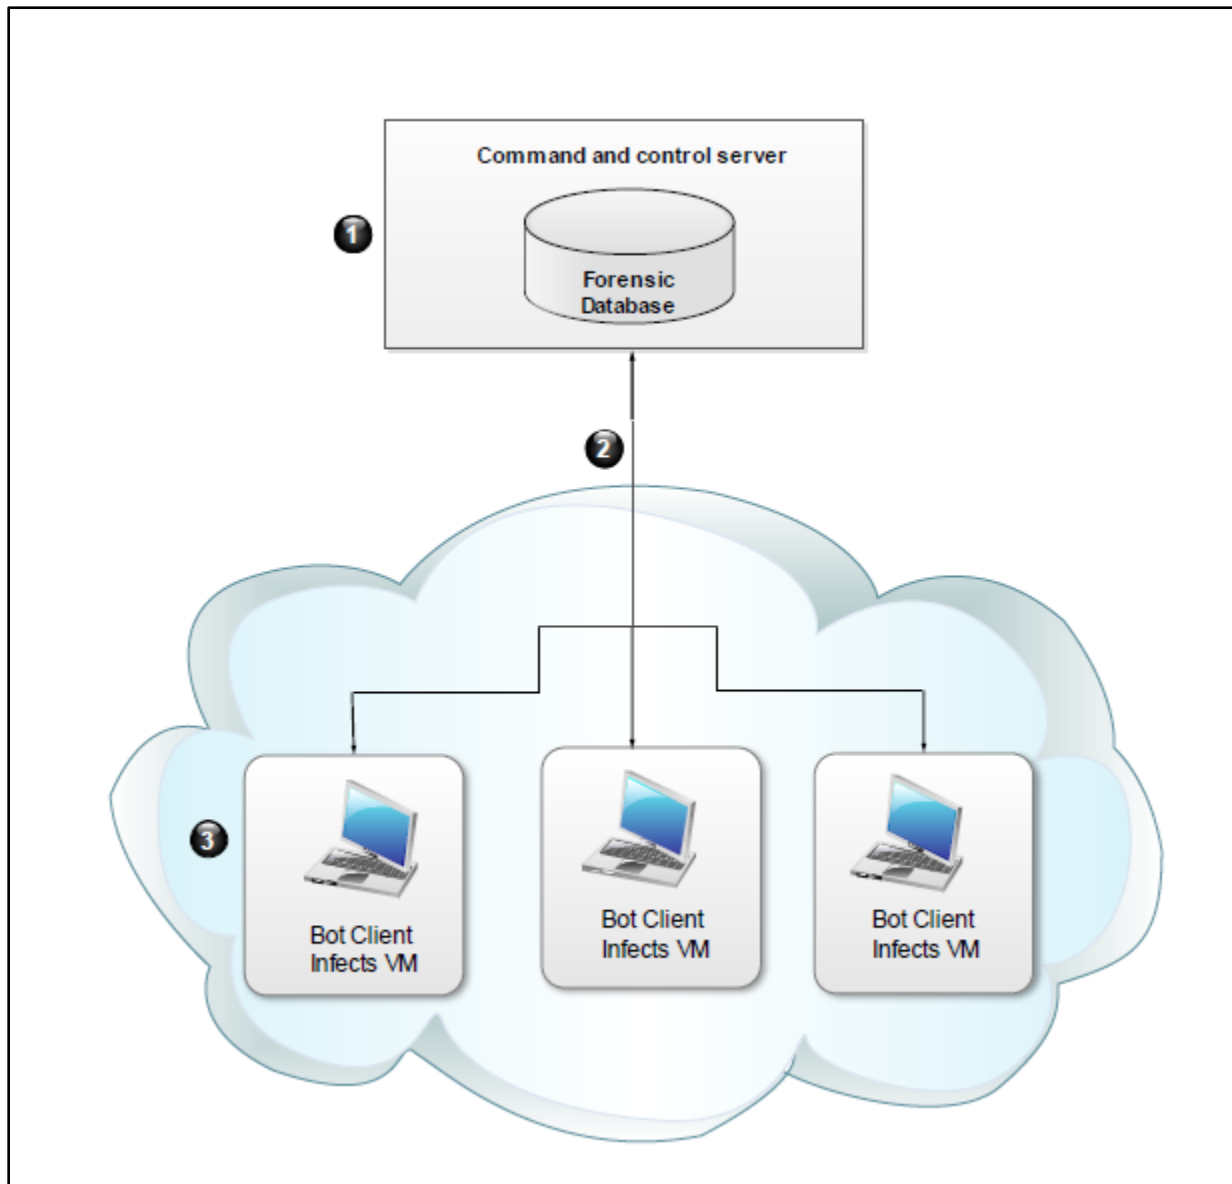 Command and control server
1
Forensic
Database
2
3
Bot Client
Infects VM
Bot Client
Infects VM
Bot Client
Infects VM